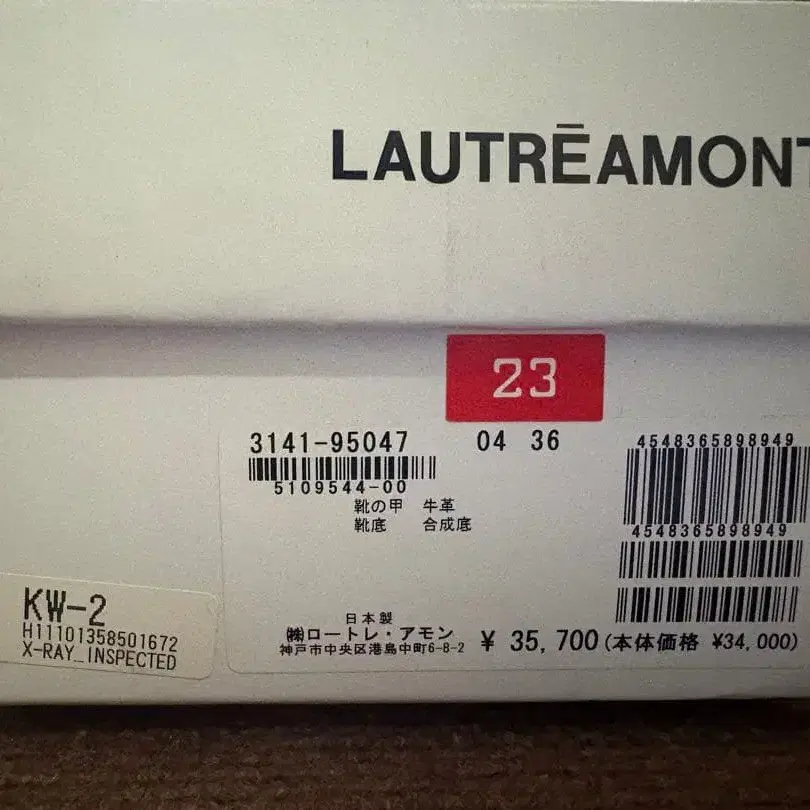 LAUTRĒAMONT
23
3141-95047 04 36
5109544-00
靴の甲 牛革
靴底 合成底
4548365898949
4548365898949
KW-2
H11101358501672
X-RAY_INSPECTED
日本製
㈱ロートレ・アモン
神戸市中央区港島中町6-8-2
¥ 35,700(本体価格 ¥34,000)